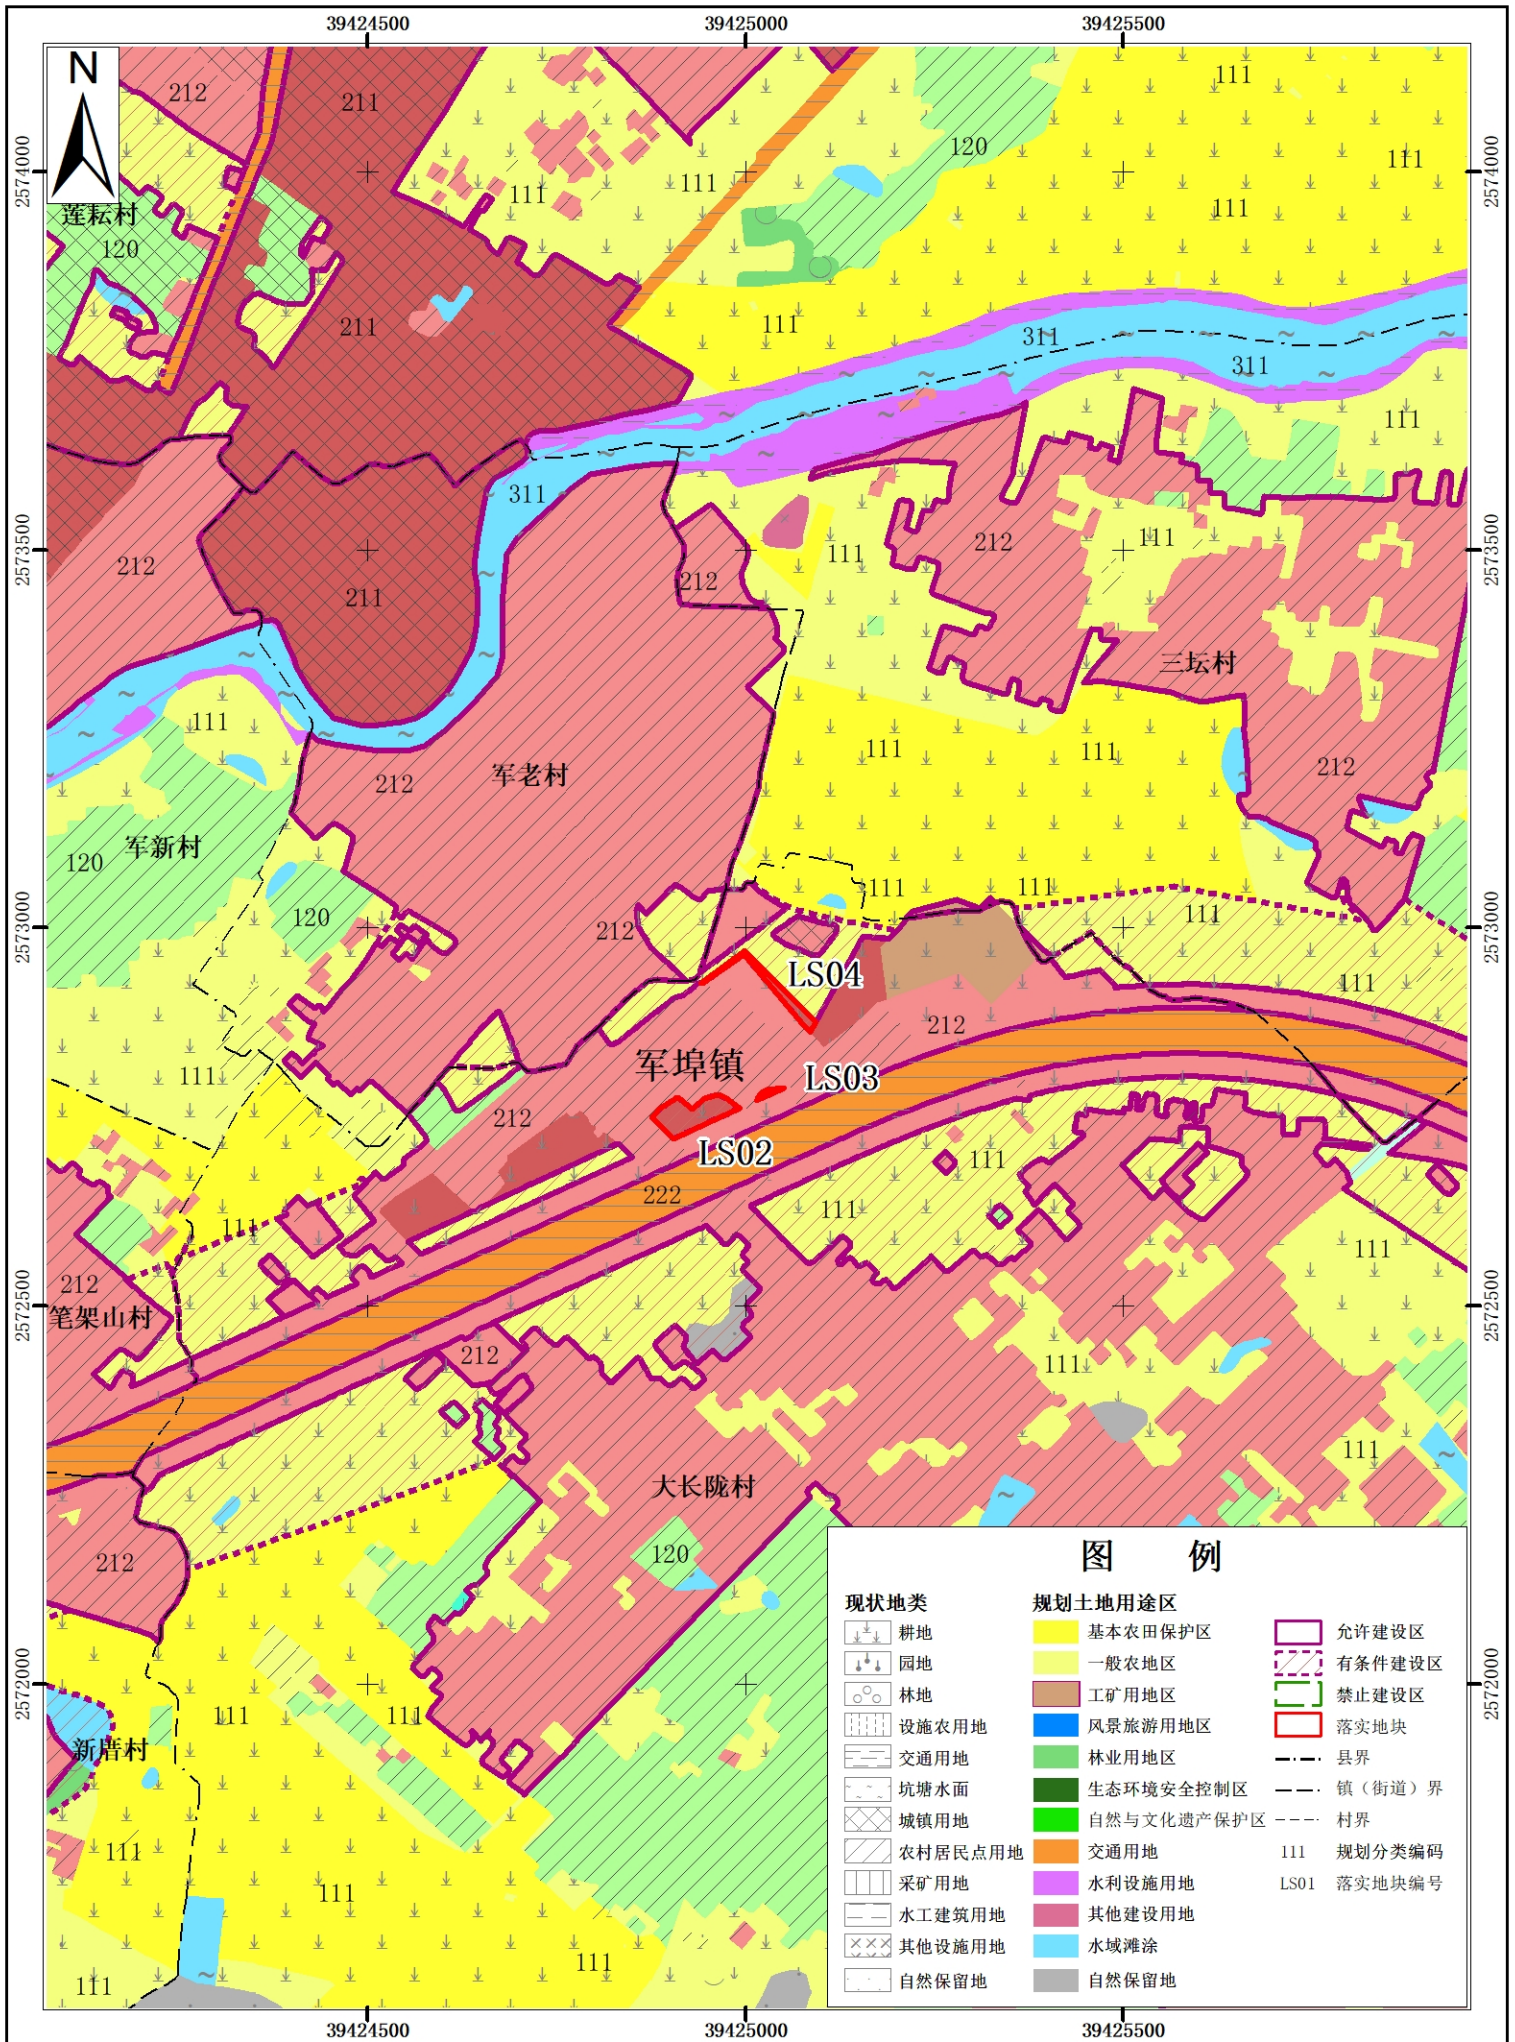 39424500 39425000 39425500
N
212
211
111
111
120
111
2574000
2574000
111
111
莲耘村
120
111
211
111
311
311
111
311
2573500
2573500
212
211
212
111
212
111
三坛村
111
111
111
212
212
军老村
军新村
120
120
111
111
111
212
2573000
2573000
LS04
111
212
111
军埠镇
LS03
212
LS02
111
222
111
111
111
212
笔架山村
2572500
2572500
212
111
111
大长陇村
212
120
2572000
2572000
111
111
新厝村
111
111
111
111
图 例
现状地类
耕地
园地
林地
设施农用地
交通用地
坑塘水面
城镇用地
农村居民点用地
采矿用地
水工建筑用地
其他设施用地
自然保留地
规划土地用途区
基本农田保护区
一般农地区
工矿用地区
风景旅游用地区
林业用地区
生态环境安全控制区
自然与文化遗产保护区
交通用地
水利设施用地
其他建设用地
水域滩涂
自然保留地
允许建设区
有条件建设区
禁止建设区
落实地块
县界
镇（街道）界
村界
111 规划分类编码
LS01 落实地块编号
39424500 39425000 39425500